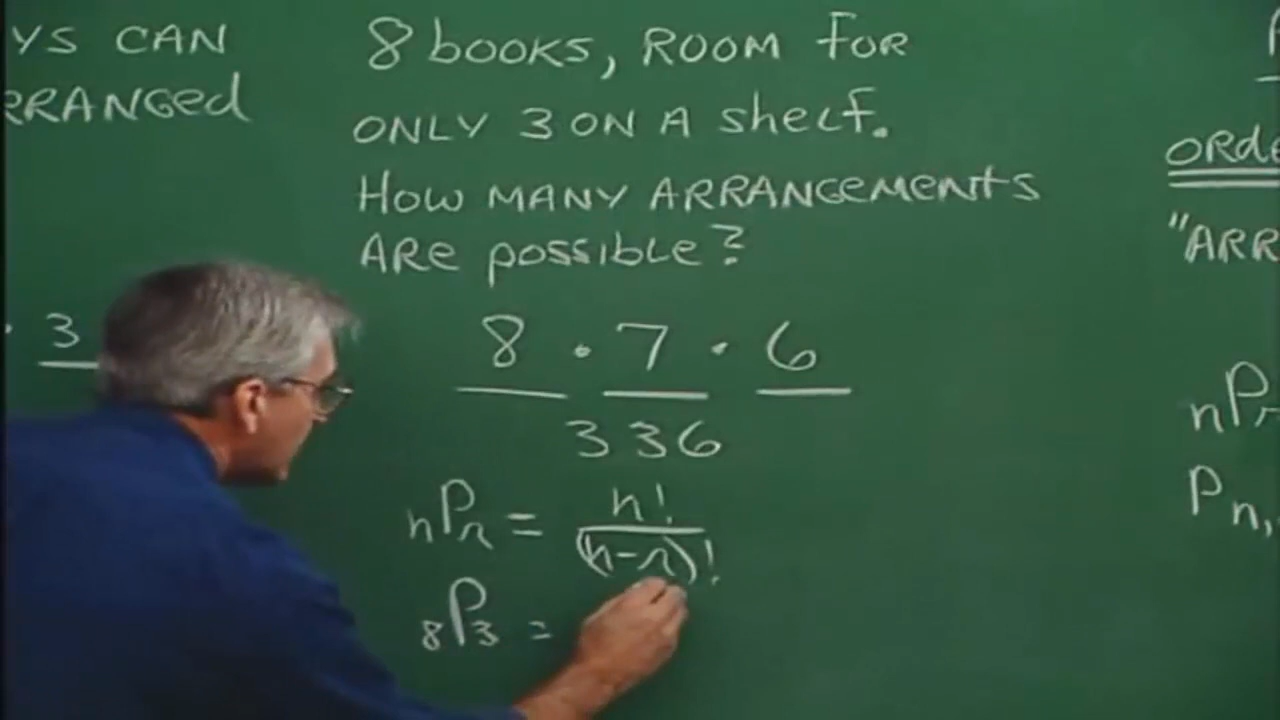 YS CAN
RRANGED
· 3
8 books, ROOM FOR
ONLY 3 ON A shelf.
HOW MANY ARRANGEMENTS
ARE possible?
8 · 7 · 6
336
nPr = n!/(n-r)!
8P3 =
ORDE
"ARR
nPr
Pn,